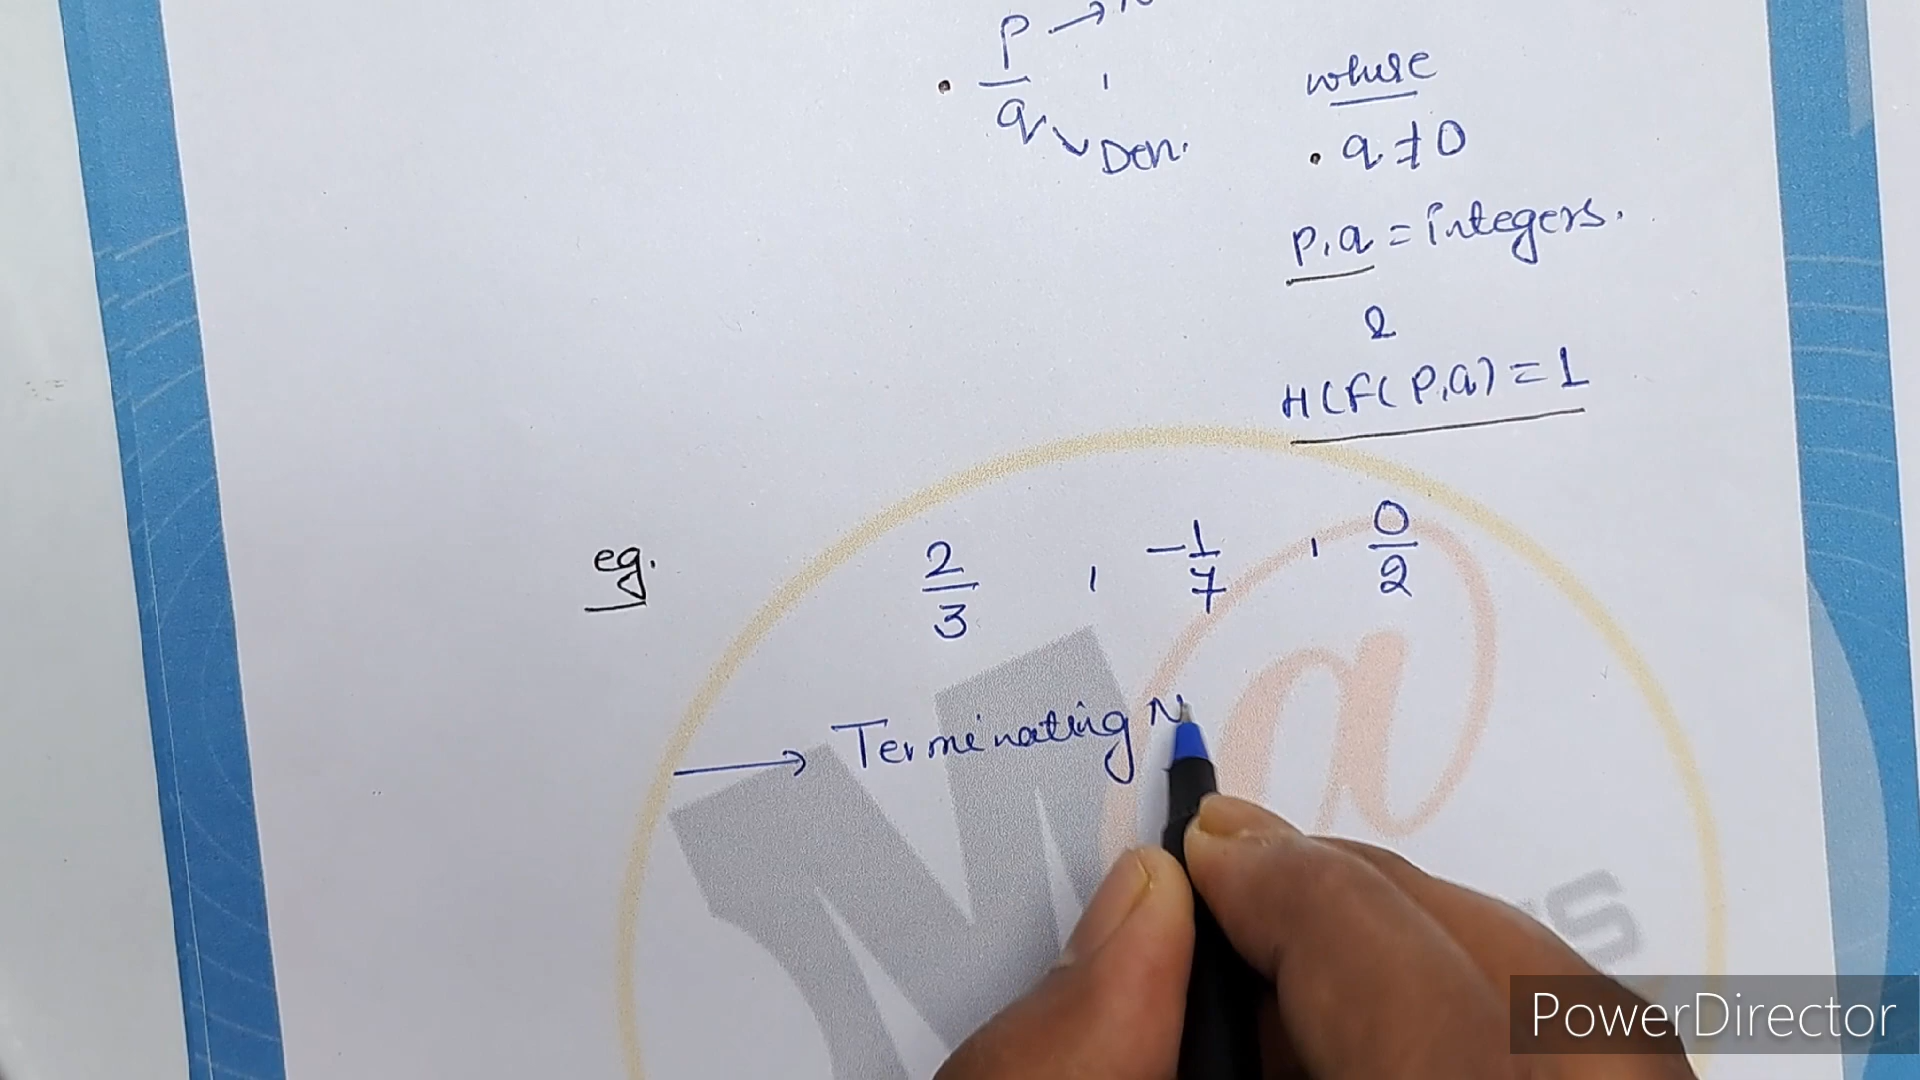 P →
q ↘ Den.
where
• q ≠ 0
P, q = integers.
&
HCF(P,q) = 1
eg. 2/3 , -1/7 , 0/2
→ Terminating N
PowerDirector